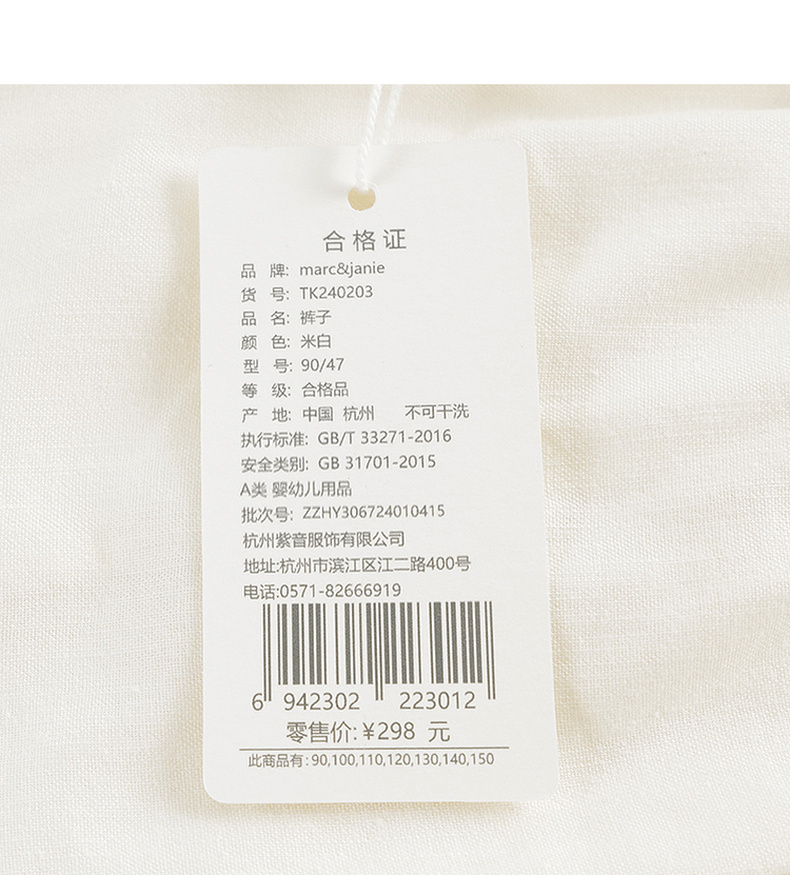 合格证
品 牌: marc&janie
货 号: TK240203
品 名: 裤子
颜 色: 米白
型 号: 90/47
等 级: 合格品
产 地: 中国 杭州 不可干洗
执行标准: GB/T 33271-2016
安全类别: GB 31701-2015
A类 婴幼儿用品
批次号: ZZHY306724010415
杭州紫音服饰有限公司
地址:杭州市滨江区江二路400号
电话:0571-82666919
6 942302 223012
零售价:¥298 元
此商品有:90,100,110,120,130,140,150